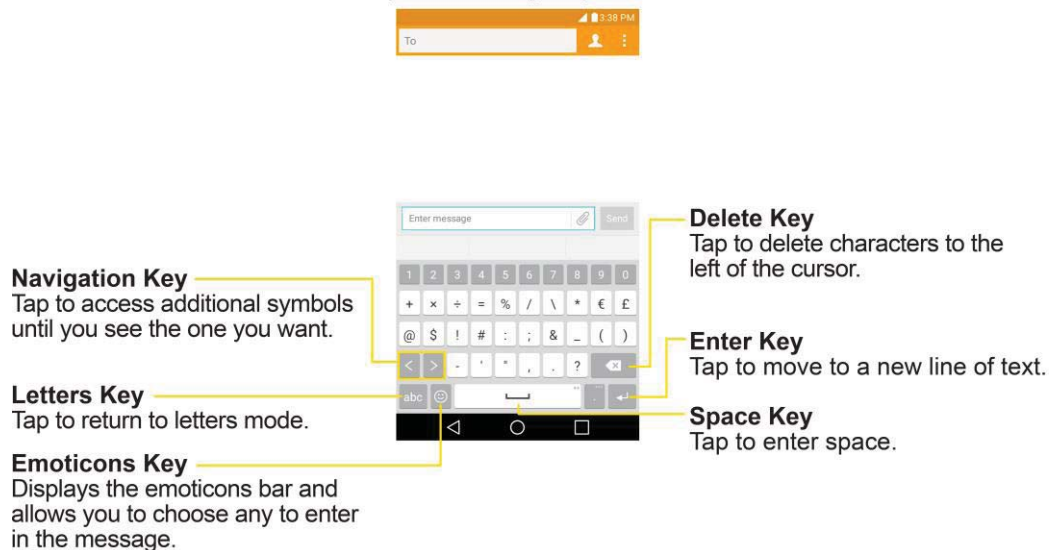 3:38 PM
To
Enter message
Send
1 2 3 4 5 6 7 8 9 0
+ × ÷ = % / \ * € £
@ $ ! # : ; & _ ( )
< > - ' " , . ?
abc .
Navigation Key
Tap to access additional symbols
until you see the one you want.
Letters Key
Tap to return to letters mode.
Emoticons Key
Displays the emoticons bar and
allows you to choose any to enter
in the message.
Delete Key
Tap to delete characters to the
left of the cursor.
Enter Key
Tap to move to a new line of text.
Space Key
Tap to enter space.